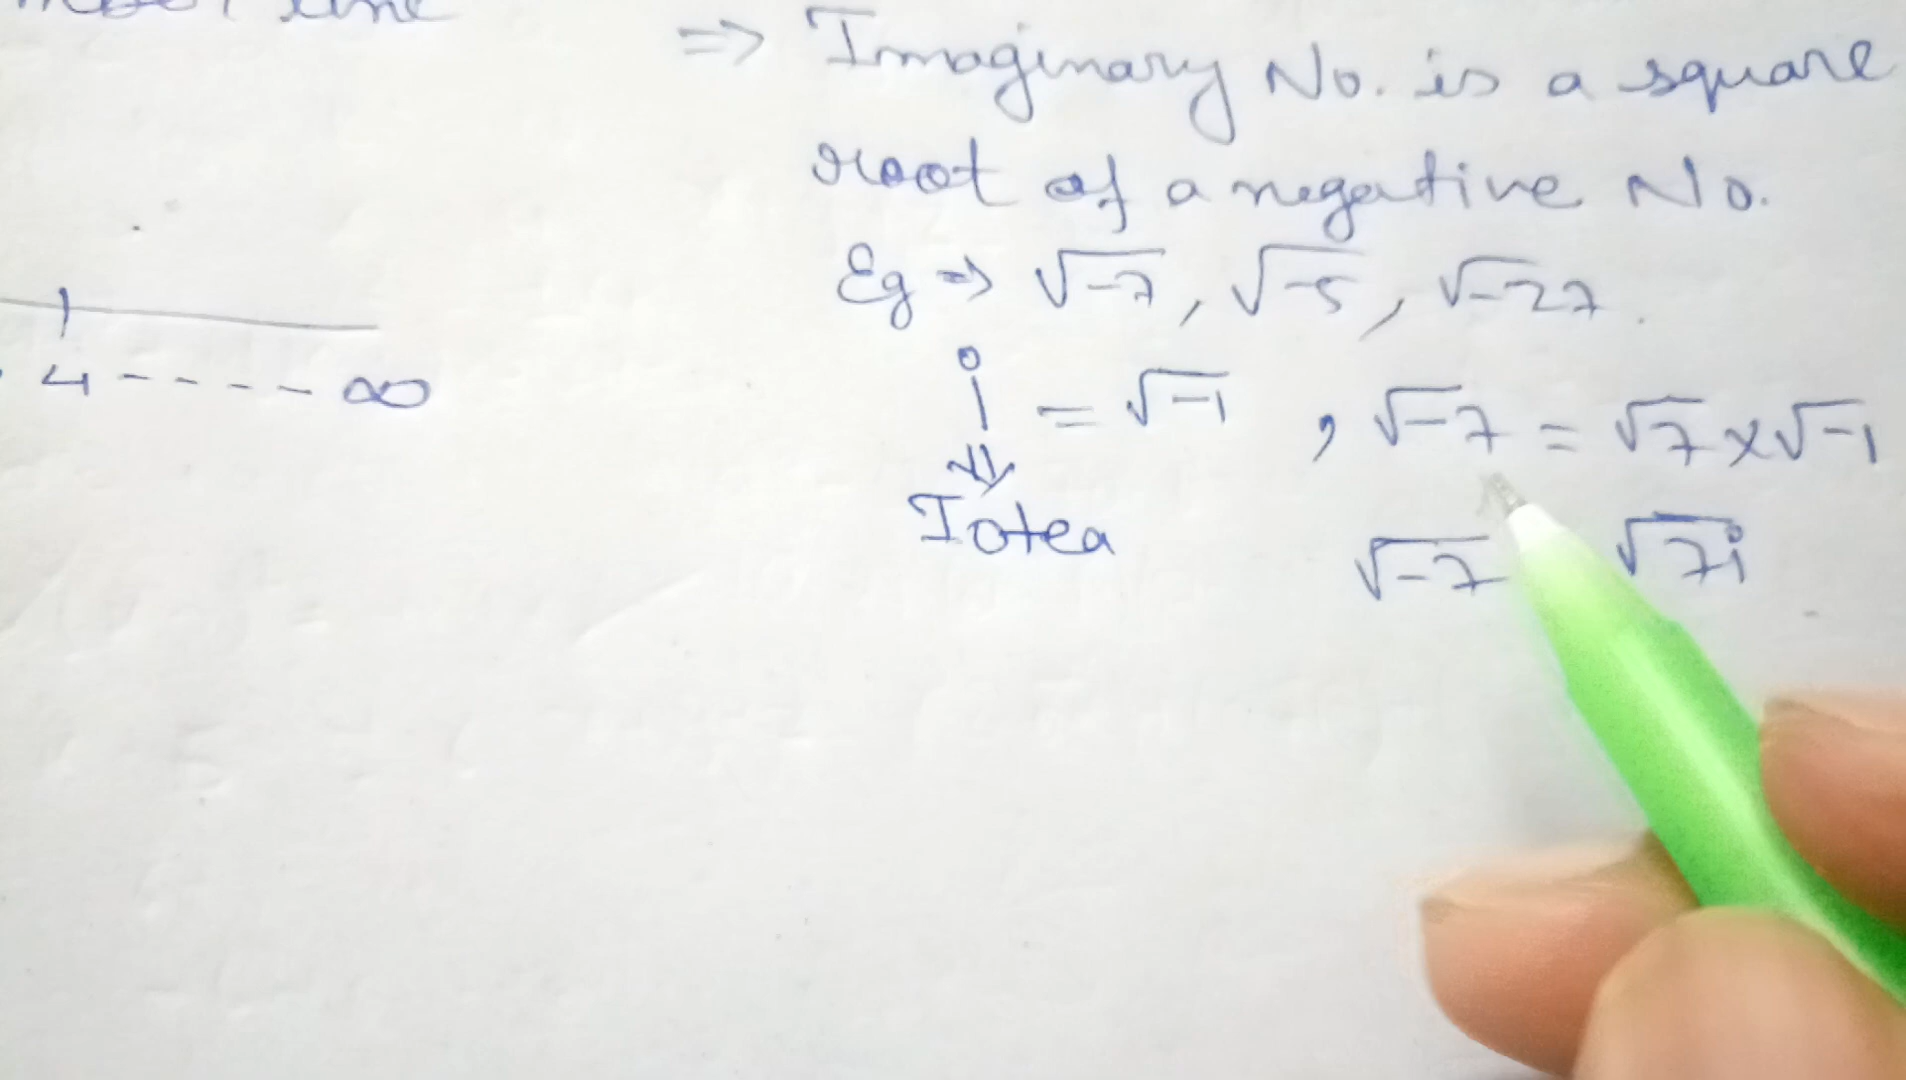 line
⇒ Imaginary No. is a square
root of a negative No.
Eg ⇒ √-7, √-5, √-27.
4 - - - - - ∞
i = √-1 , √-7 = √7 x √-1
⇓
Iotea
√-7 √7i